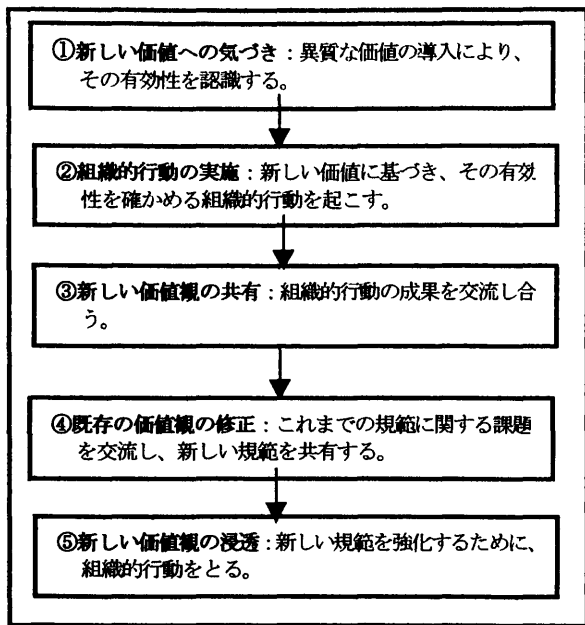 ①新しい価値への気づき：異質な価値の導入により、
その有効性を認識する。
②組織的行動の実施：新しい価値に基づき、その有効
性を確かめる組織的行動を起こす。
③新しい価値観の共有：組織的行動の成果を交流し合
う。
④既存の価値観の修正：これまでの規範に関する課題
を交流し、新しい規範を共有する。
⑤新しい価値観の浸透：新しい規範を強化するために、
組織的行動をとる。